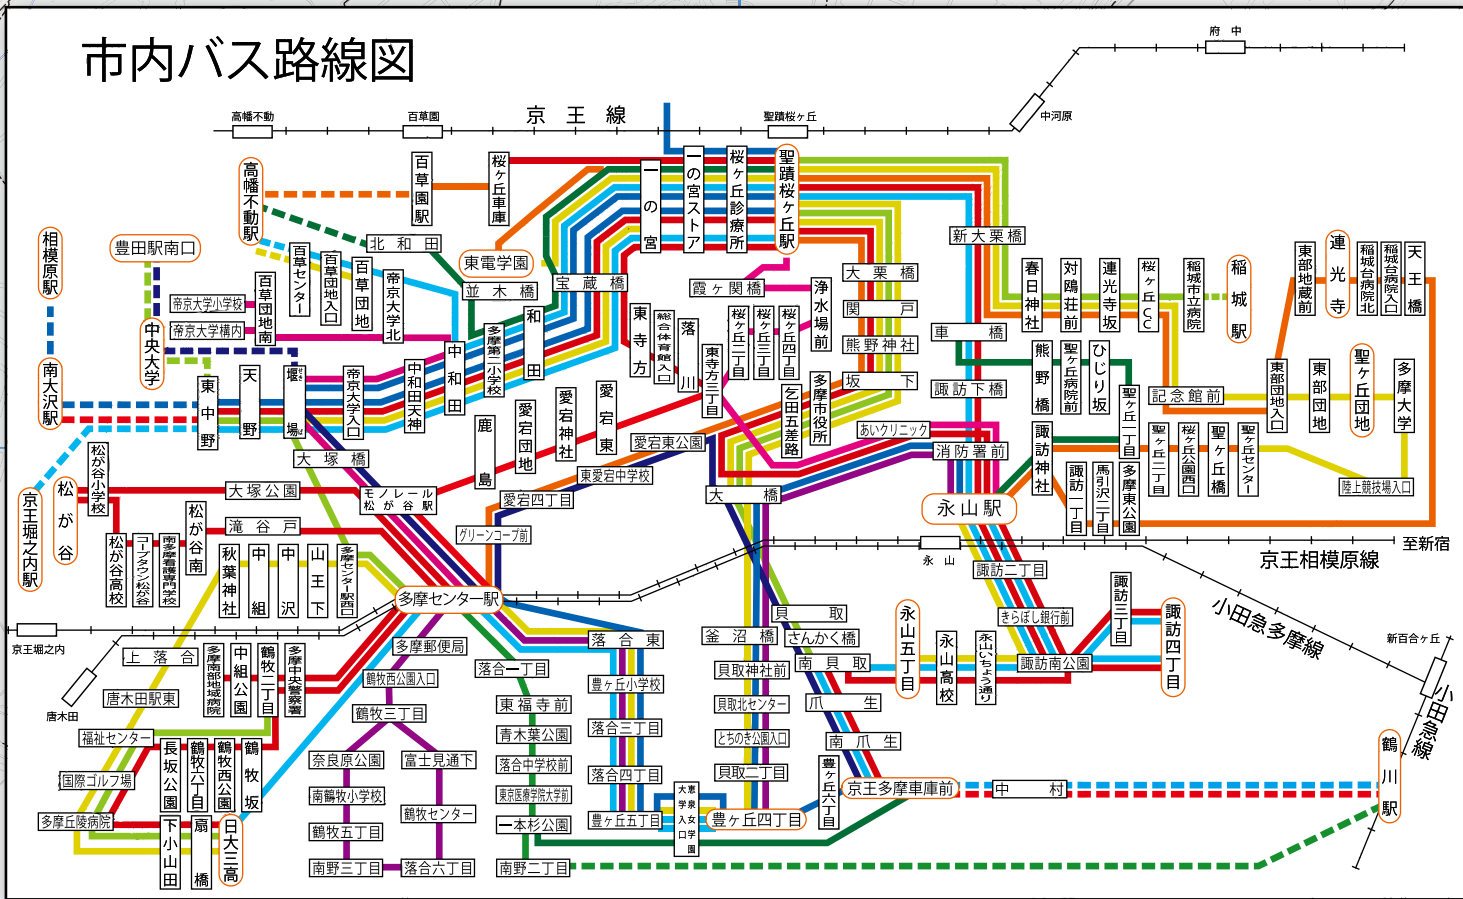 市内バス路線図
府中
中河原
高幡不動
百草園
京王線
聖蹟桜ヶ丘
高幡不動駅
百草園駅
桜ヶ丘車庫
一の宮
一の宮ストア
桜ヶ丘診療所
聖蹟桜ヶ丘駅
相模原駅
豊田駅南口
北和田
東電学園
新大栗橋
百草センター
百草団地入口
百草団地
帝京大学北
百草団地南
帝京大学小学校
帝京大学構内
並木橋
宝蔵橋
霞ヶ関橋
浄水場前
大栗橋
関戸
熊野神社
坂下
春日神社
対鴎荘前
連光寺坂
桜ヶ丘CC
稲城市立病院
稲城駅
東部地蔵前
連光寺
稲城台病院北
稲城台病院入口
天王橋
中央大学
南大沢駅
東中野
天野
堰場
帝京大学入口
中和田天神
中和田
多摩第二小学校
和田
東寺方
総合体育館入口
落川
東寺方三丁目
桜ヶ丘二丁目
桜ヶ丘三丁目
桜ヶ丘四丁目
車橋
諏訪下橋
熊野橋
聖ヶ丘病院前
ひじり坂
聖ヶ丘一丁目
記念館前
東部団地入口
東部団地
聖ヶ丘団地
多摩大学
鹿島
愛宕団地
愛宕神社
愛宕東
乞田五差路
多摩市役所
あいクリニック
愛宕東公園
消防署前
諏訪神社
聖ヶ丘二丁目
桜ヶ丘公園西口
聖ヶ丘橋
聖ヶ丘センター
陸上競技場入口
大塚橋
松が谷小学校
京王堀之内駅
松が谷
大塚公園
モノレール松が谷駅
東愛宕中学校
愛宕四丁目
大橋
永山駅
諏訪一丁目
馬引沢二丁目
多摩東公園
滝谷戸
松が谷南
グリーンコープ前
松が谷高校
コープタウン松が谷
南多摩看護専門学校
秋葉神社
中組
中沢
山王下
多摩センター駅西口
永山
京王相模原線
至新宿
諏訪二丁目
多摩センター駅
貝取
さんかく橋
永山五丁目
永山高校
永山いちょう通り
きらぼし銀行前
諏訪三丁目
諏訪四丁目
諏訪南公園
小田急多摩線
新百合ヶ丘
小田急線
京王堀之内
唐木田
上落合
唐木田駅東
多摩南部地域病院
中組公園
鶴牧二丁目
多摩中央警察署
多摩郵便局
鶴牧西公園入口
鶴牧三丁目
落合一丁目
落合東
釜沼橋
南貝取
豊ヶ丘小学校
貝取神社前
東福寺前
貝取北センター
爪生
落合三丁目
青木葉公園
とちのき公園入口
南爪生
福祉センター
長坂公園
鶴牧六丁目
鶴牧西公園
鶴牧坂
奈良原公園
富士見通下
落合中学校前
落合四丁目
貝取二丁目
国際ゴルフ場
南鶴牧小学校
東京医療学院大学前
恵泉女学園大学入口
豊ヶ丘六丁目
京王多摩車庫前
中村
鶴川駅
多摩丘陵病院
下小山田
扇橋
日大三高
鶴牧五丁目
鶴牧センター
一本杉公園
豊ヶ丘五丁目
豊ヶ丘四丁目
南野三丁目
落合六丁目
南野二丁目